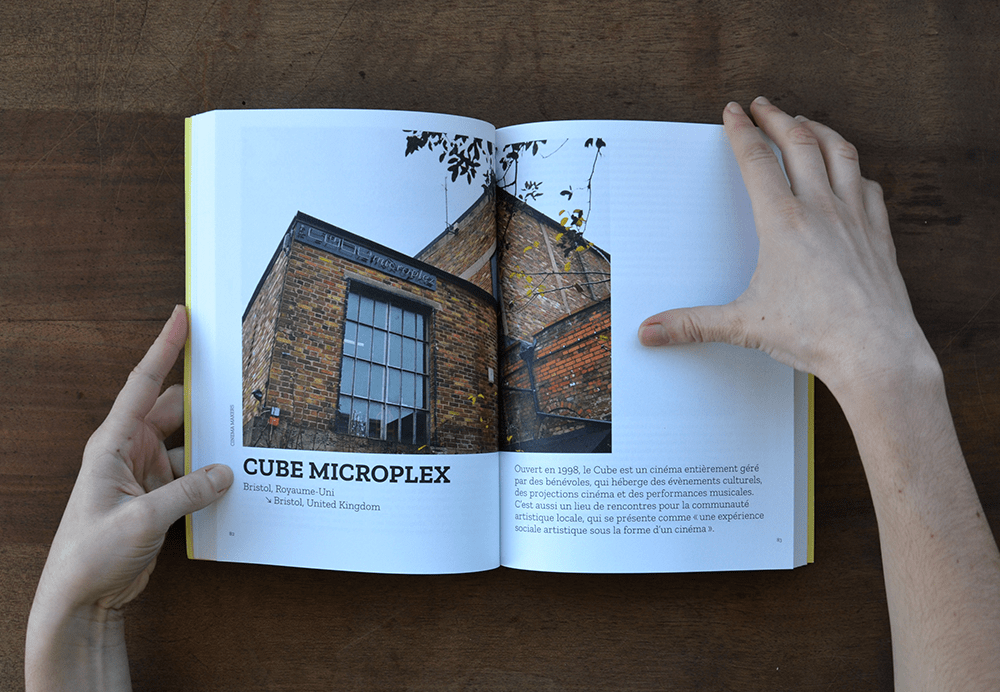 microplex
CINEMA MAKERS
CUBE MICROPLEX
Bristol, Royaume-Uni
↘ Bristol, United Kingdom
82
Ouvert en 1998, le Cube est un cinéma entièrement géré
par des bénévoles, qui héberge des évènements culturels,
des projections cinéma et des performances musicales.
C'est aussi un lieu de rencontres pour la communauté
artistique locale, qui se présente comme « une expérience
sociale artistique sous la forme d'un cinéma ».
83